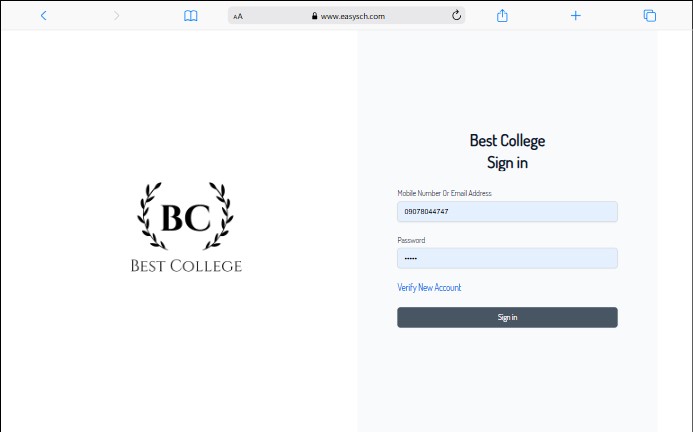 AA
www.easysch.com
BC
BEST COLLEGE
Best College
Sign in
Mobile Number Or Email Address
09078044747
Password
•••••
Verify New Account
Sign in